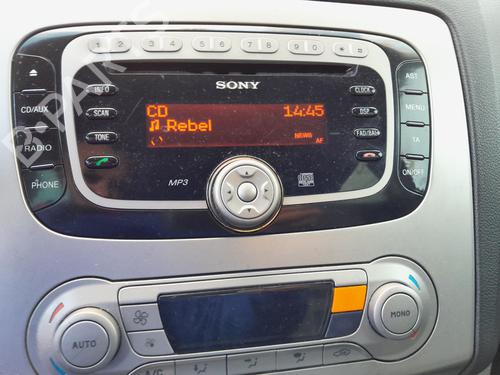 1 2 3 4 5 6 7 8 9 0 * #
SONY
INFO
CLOCK
AST
CD/AUX
SCAN
CD 14:45
DSP
MENU
RADIO
TONE
Rebel
NEWS
AF
FAD/BAL
TA
PHONE
MP3
ON/OFF
AUTO
MONO
A/C